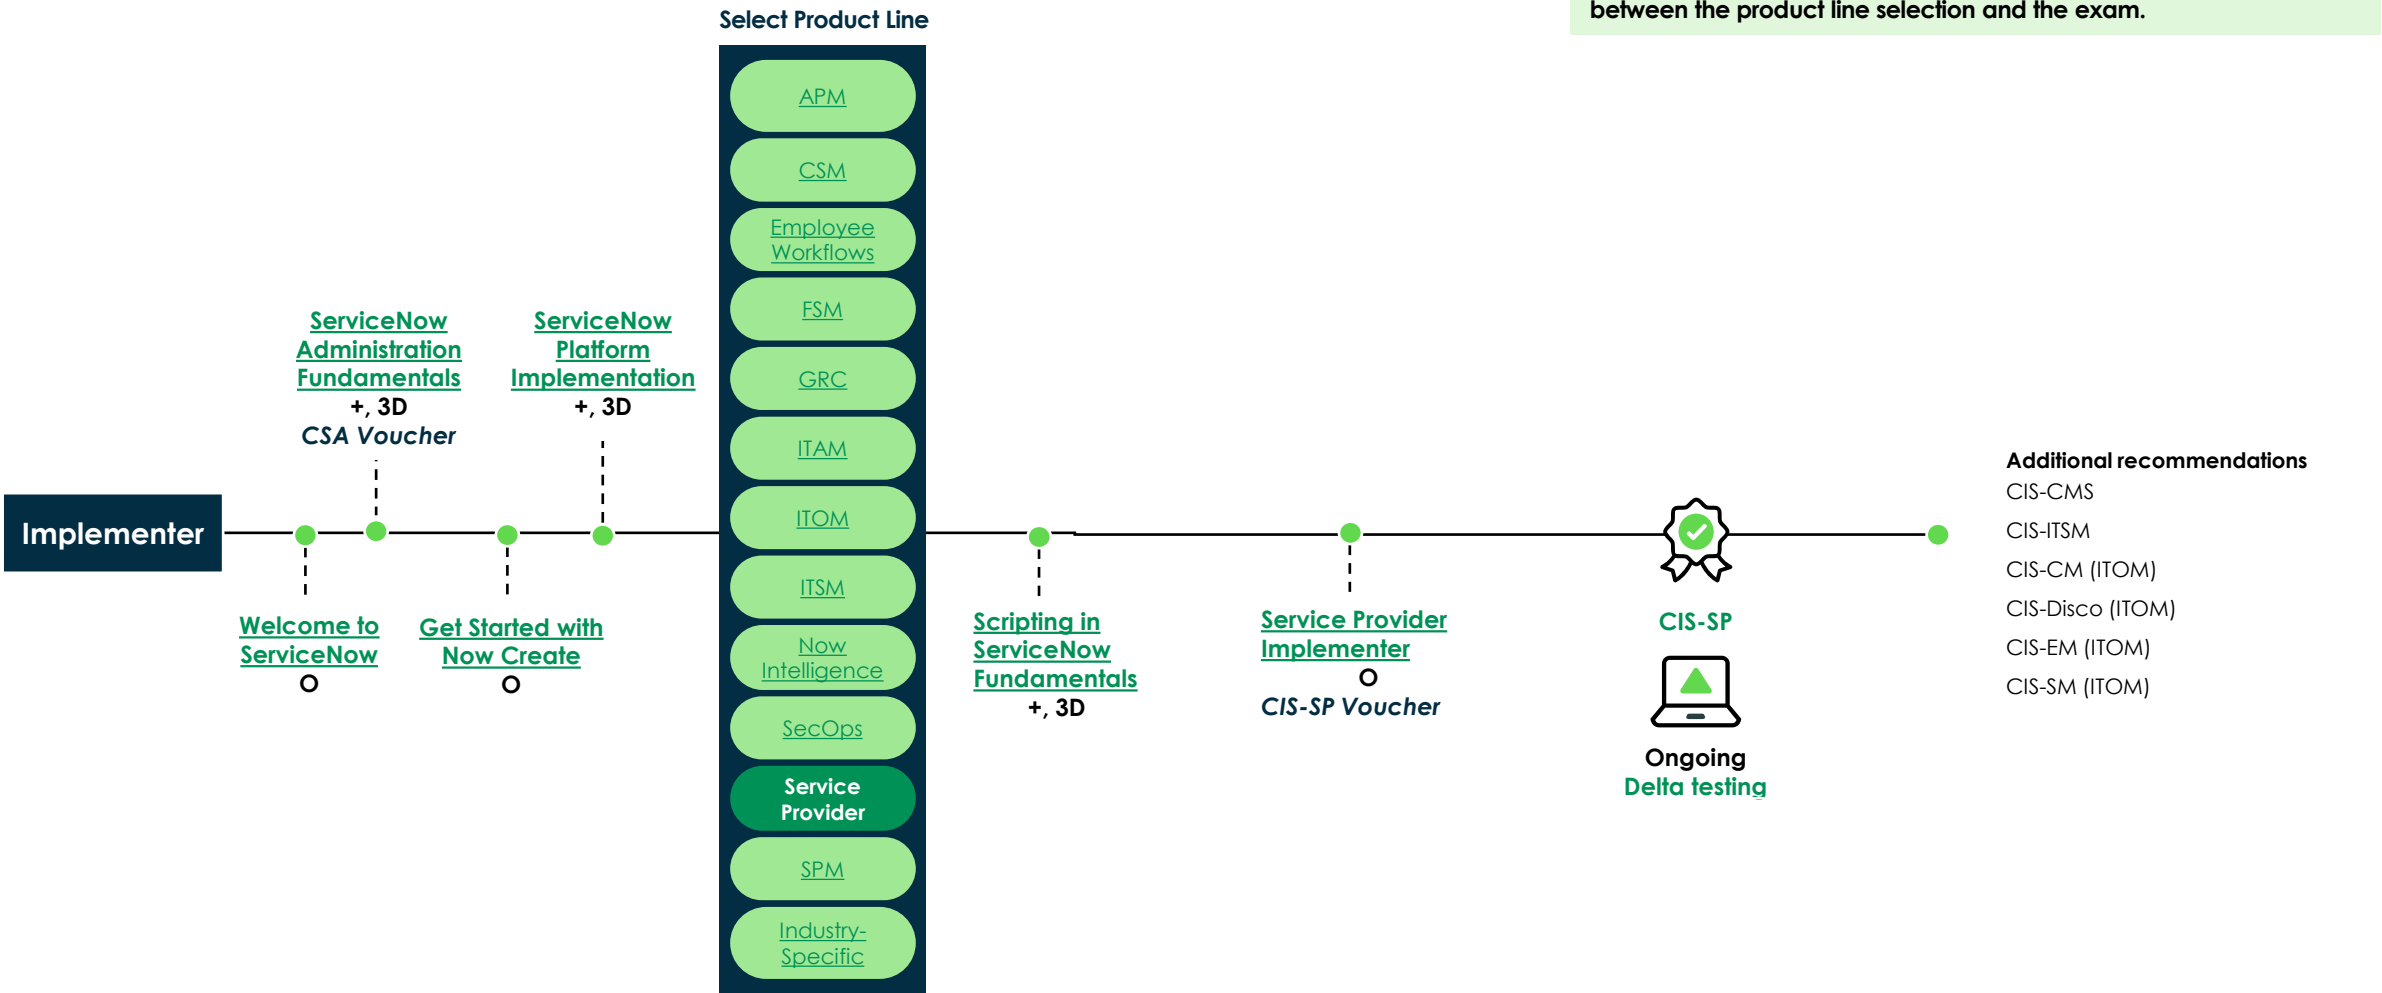 between the product line selection and the exam.
Select Product Line
APM
CSM
Employee
Workflows
FSM
GRC
ITAM
ITOM
ITSM
Now
Intelligence
SecOps
Service
Provider
SPM
Industry-
Specific
Implementer
ServiceNow
Administration
Fundamentals
+, 3D
CSA Voucher
ServiceNow
Platform
Implementation
+, 3D
Welcome to
ServiceNow
O
Get Started with
Now Create
O
Scripting in
ServiceNow
Fundamentals
+, 3D
Service Provider
Implementer
O
CIS-SP Voucher
CIS-SP
Ongoing
Delta testing
Additional recommendations
CIS-CMS
CIS-ITSM
CIS-CM (ITOM)
CIS-Disco (ITOM)
CIS-EM (ITOM)
CIS-SM (ITOM)